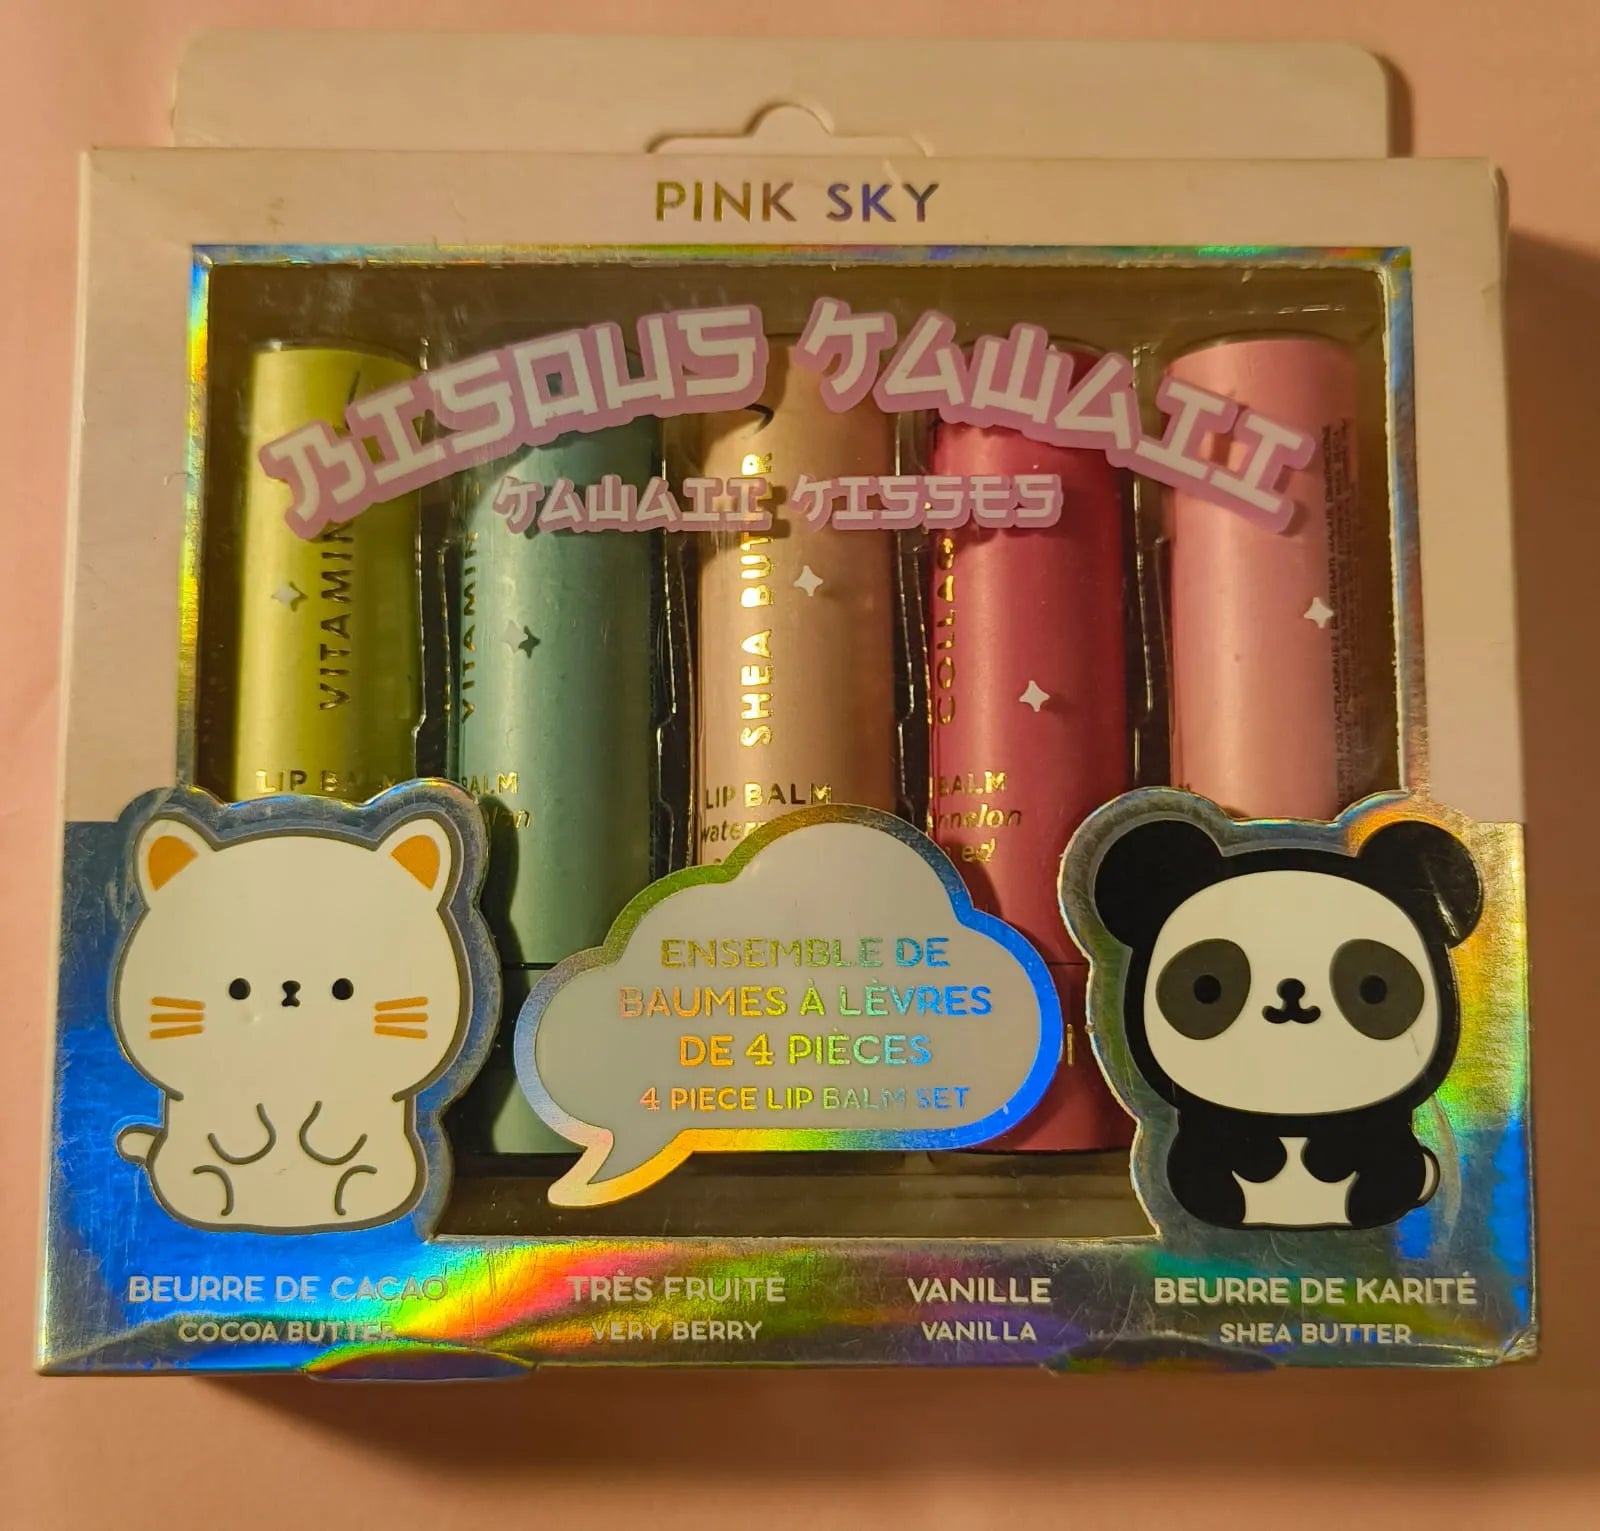 PINK SKY
BISOUS KAWAII
KAWAII KISSES
VITAMIN
LIP BALM
VITAMIN
BALM
SHEA BUTTER
LIP BALM
COLLAG
BALM
ENSEMBLE DE
BAUMES À LÈVRES
DE 4 PIÈCES
4 PIECE LIP BALM SET
BEURRE DE CACAO
COCOA BUTTER
TRÈS FRUITÉ
VERY BERRY
VANILLE
VANILLA
BEURRE DE KARITÉ
SHEA BUTTER